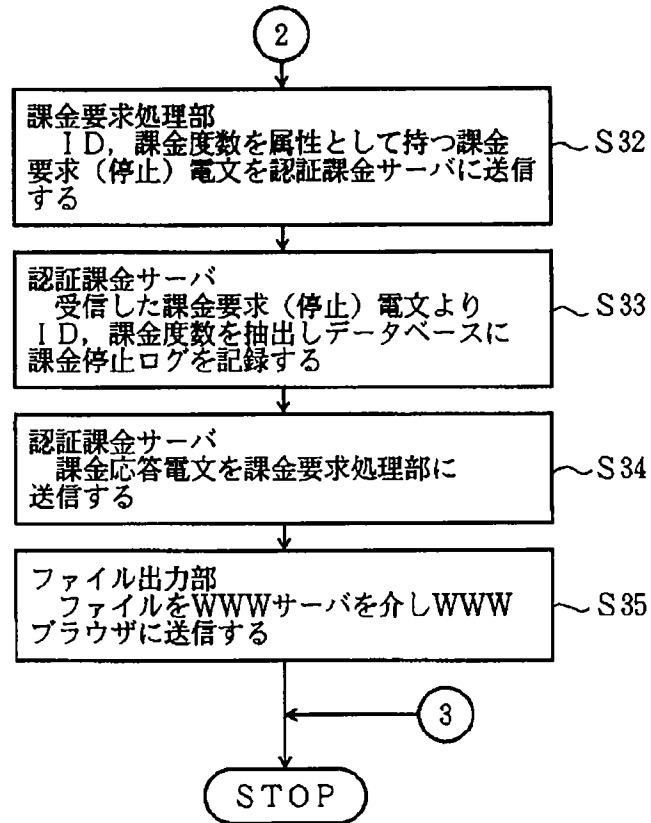 2
課金要求処理部
ID,課金度数を属性として持つ課金
要求(停止)電文を認証課金サーバに送信
する
S32
認証課金サーバ
受信した課金要求(停止)電文より
ID,課金度数を抽出しデータベースに
課金停止ログを記録する
S33
認証課金サーバ
課金応答電文を課金要求処理部に
送信する
S34
ファイル出力部
ファイルをWWWサーバを介しWWW
ブラウザに送信する
S35
3
STOP